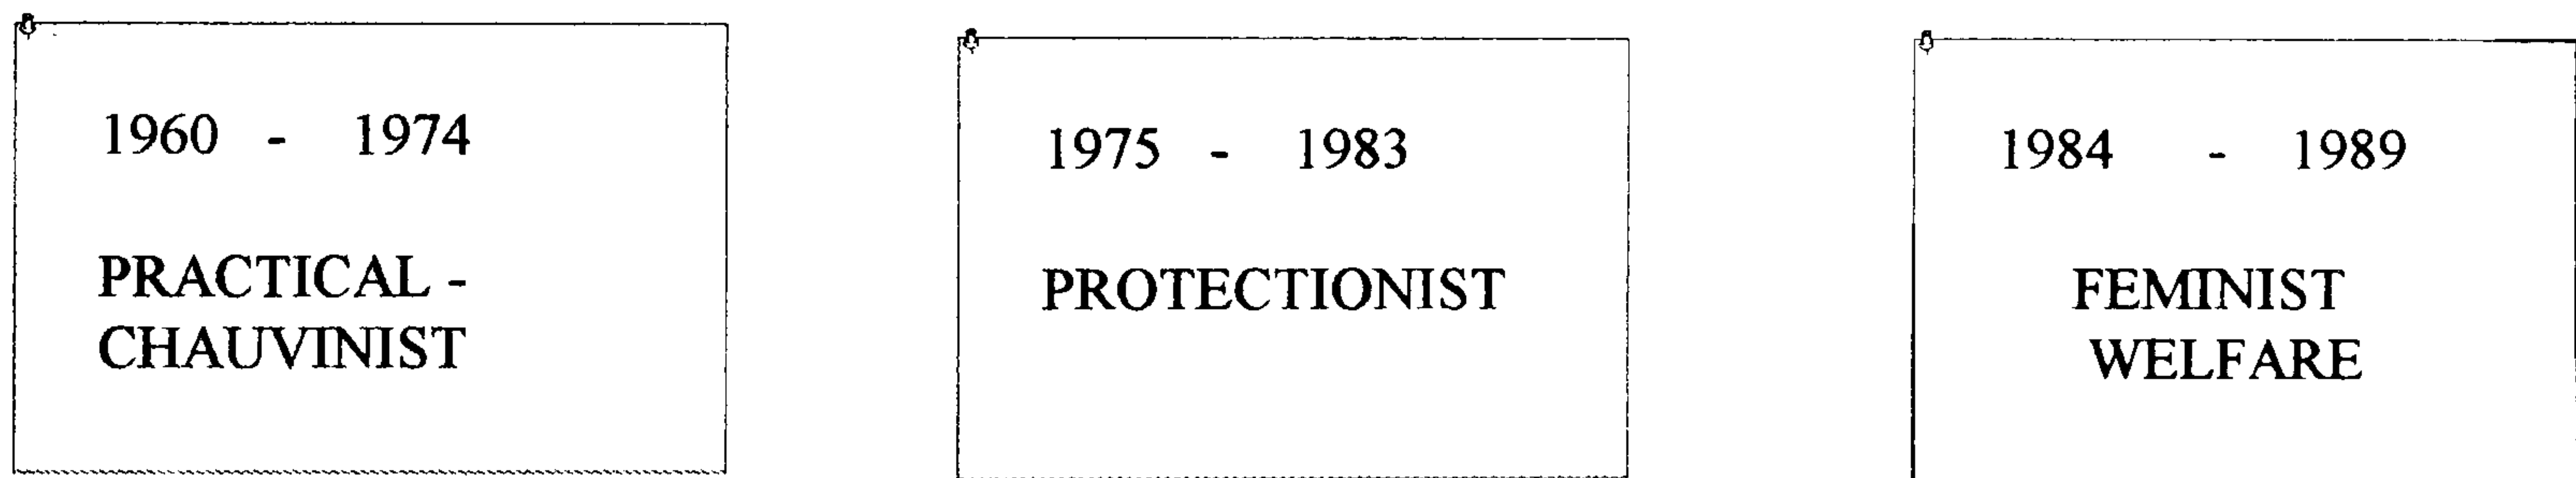 1960 - 1974
PRACTICAL -
CHAUVINIST
1975 - 1983
PROTECTIONIST
1984 - 1989
FEMINIST
WELFARE